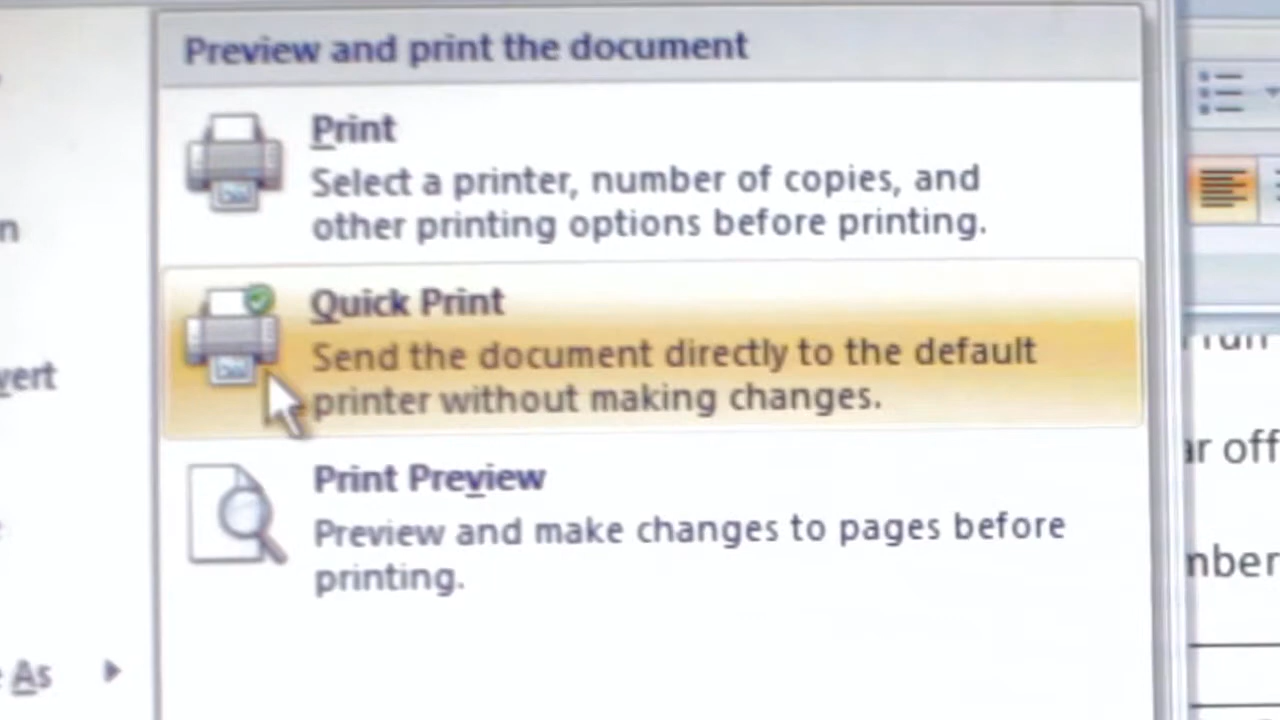 Preview and print the document
Print
Select a printer, number of copies, and
other printing options before printing.
Quick Print
Send the document directly to the default
printer without making changes.
Print Preview
Preview and make changes to pages before
printing.
As
off